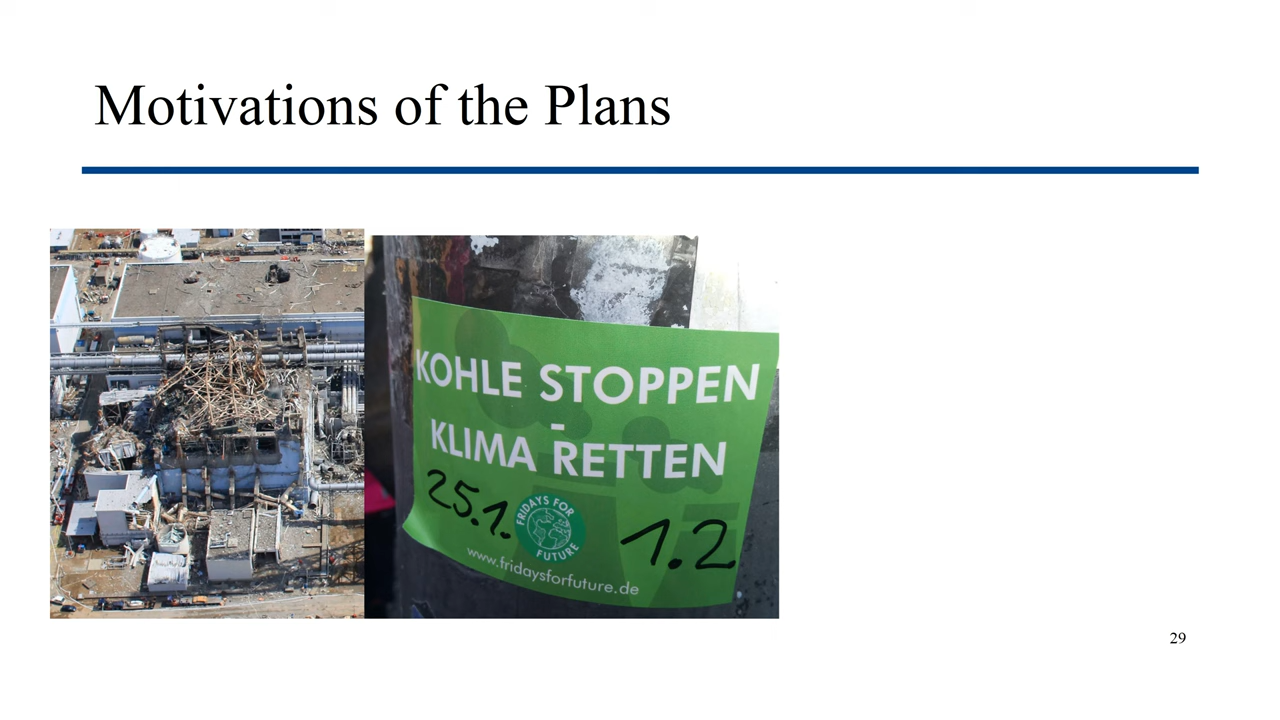 Motivations of the Plans
KOHLE STOPPEN
-
KLIMA RETTEN
25.1.
FRIDAYS FOR
FUTURE
1.2
www.fridaysforfuture.de
29